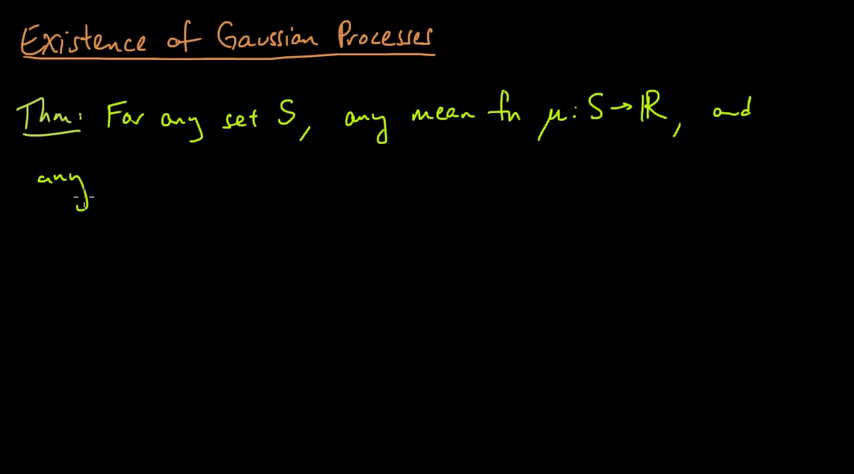 Existence of Gaussian Processes
Thm: For any set S, any mean fn μ: S→ℝ, and
any